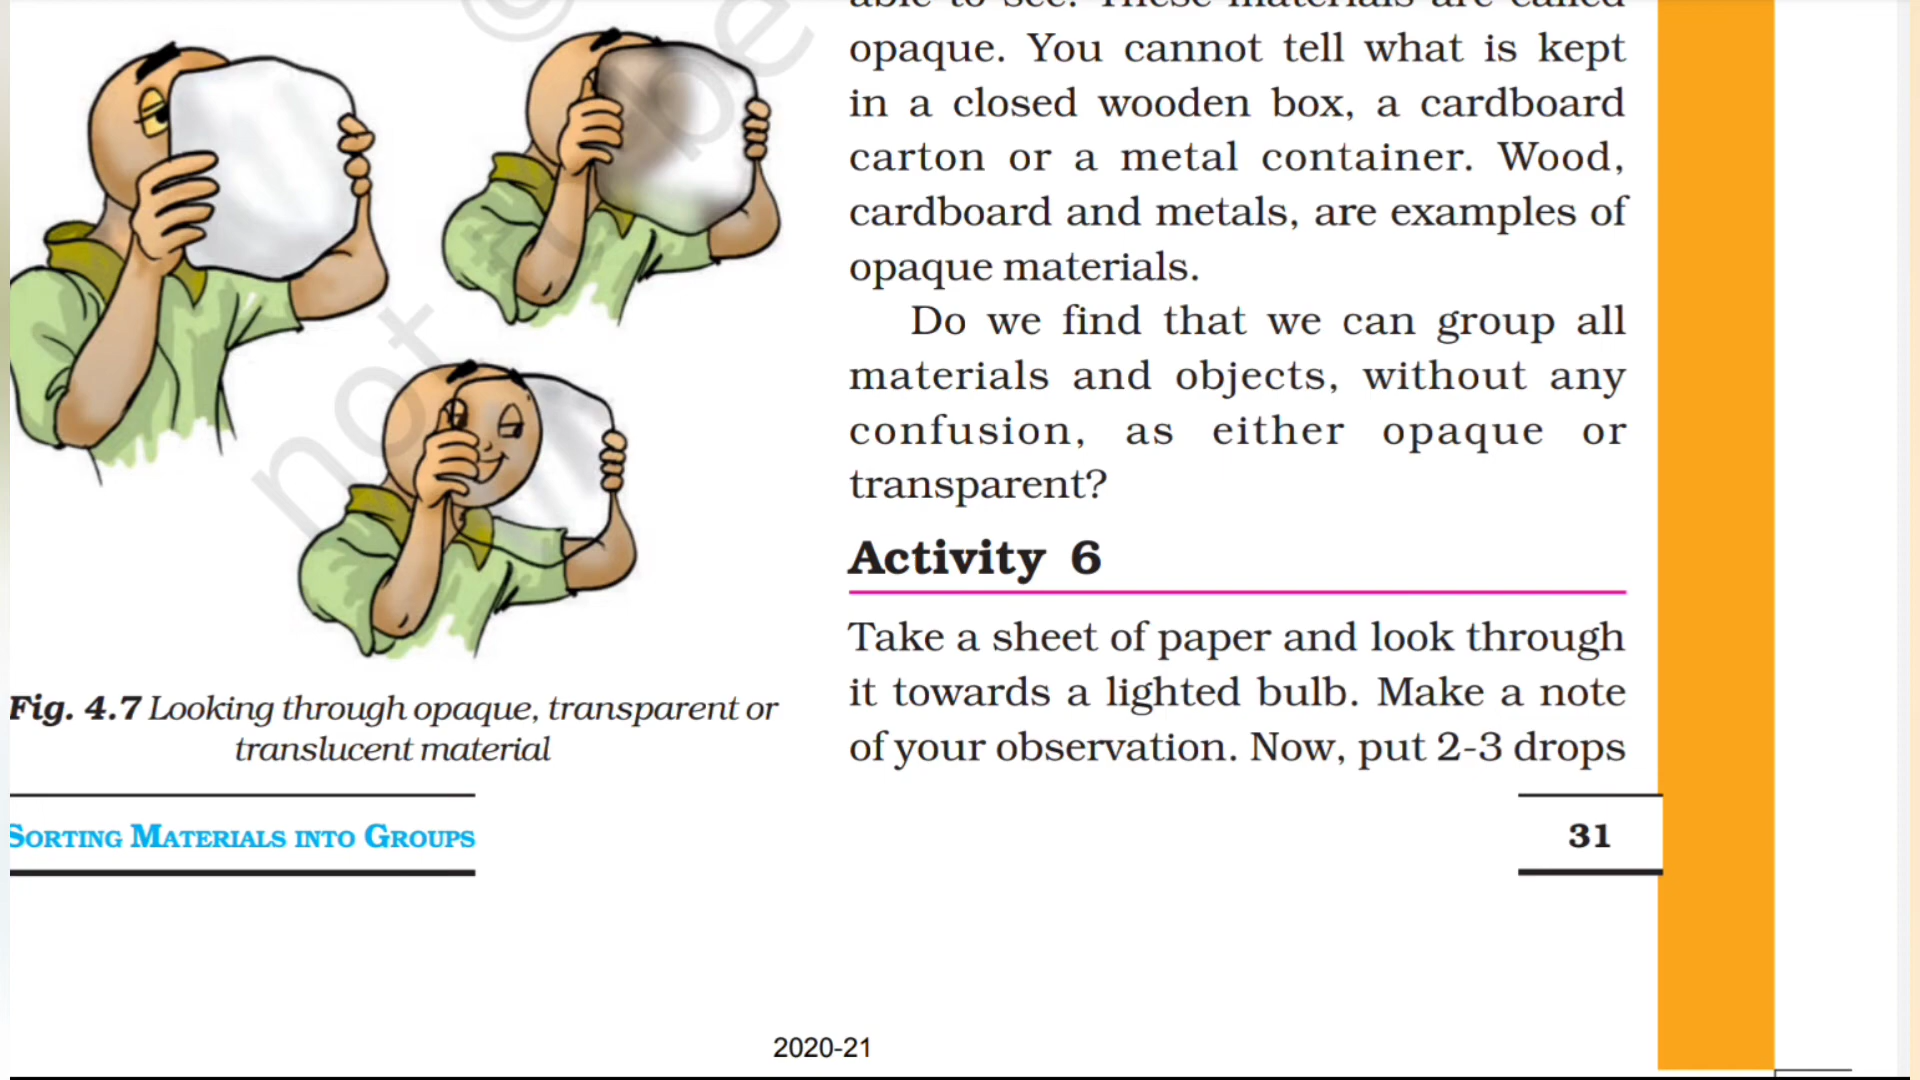 opaque. You cannot tell what is kept
in a closed wooden box, a cardboard
carton or a metal container. Wood,
cardboard and metals, are examples of
opaque materials.
Do we find that we can group all
materials and objects, without any
confusion, as either opaque or
transparent?
Activity 6
Take a sheet of paper and look through
it towards a lighted bulb. Make a note
of your observation. Now, put 2-3 drops
Fig. 4.7 Looking through opaque, transparent or
translucent material
SORTING MATERIALS INTO GROUPS
31
2020-21
not to be
©